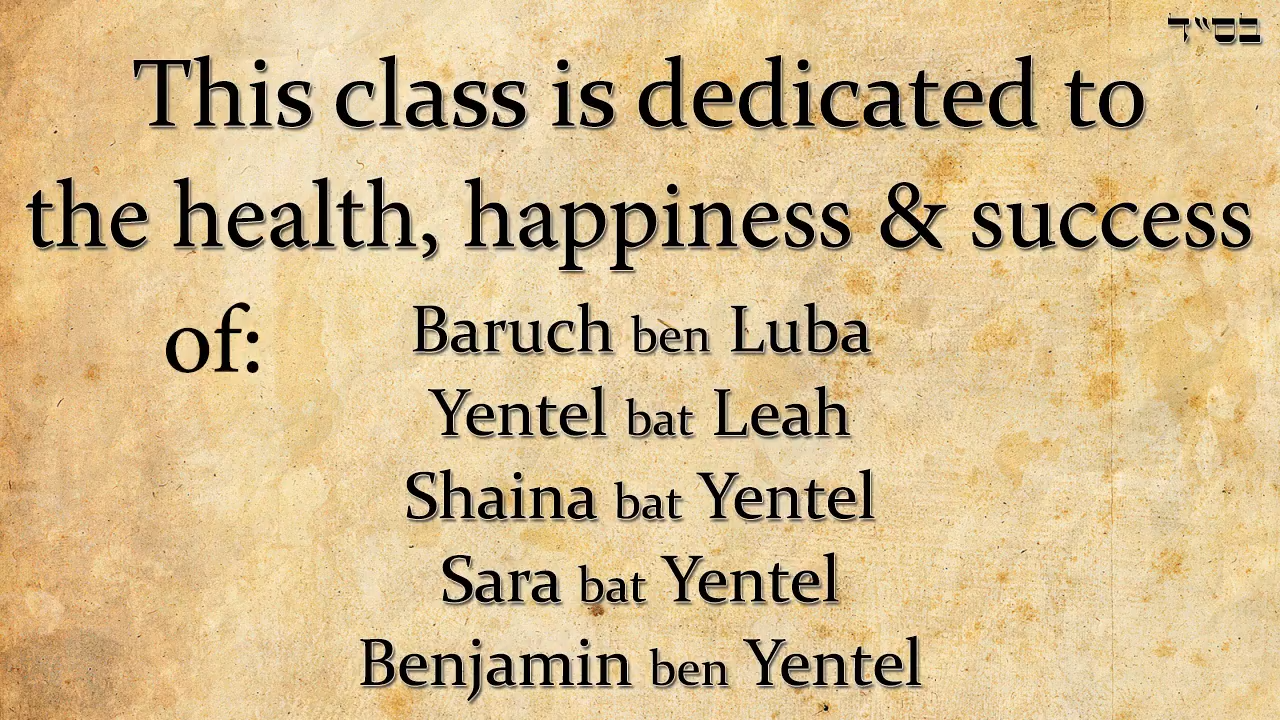 בס״ד
This class is dedicated to
the health, happiness & success
of:
Baruch ben Luba
Yentel bat Leah
Shaina bat Yentel
Sara bat Yentel
Benjamin ben Yentel